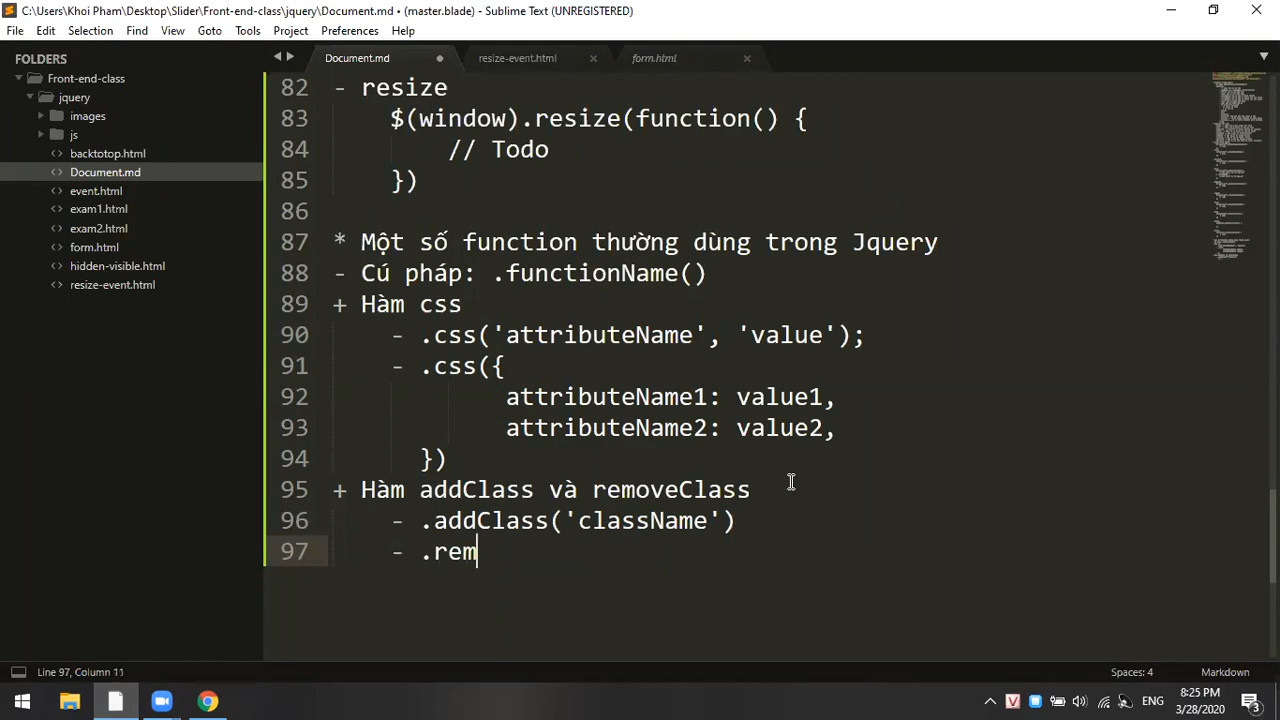 C:\Users\Khoi Pham\Desktop\Slider\Front-end-class\jquery\Document.md • (master.blade) - Sublime Text (UNREGISTERED)
File Edit Selection Find View Goto Tools Project Preferences Help
FOLDERS
Front-end-class
jquery
images
js
backtotop.html
Document.md
event.html
exam1.html
exam2.html
form.html
hidden-visible.html
resize-event.html
Document.md resize-event.html form.html
82 - resize
83 $(window).resize(function() {
84 // Todo
85 })
86
87 * Một số function thường dùng trong Jquery
88 - Cú pháp: .functionName()
89 + Hàm css
90 - .css('attributeName', 'value');
91 - .css({
92 attributeName1: value1,
93 attributeName2: value2,
94 })
95 + Hàm addClass và removeClass
96 - .addClass('className')
97 - .rem
Line 97, Column 11 Spaces: 4 Markdown
ENG
8:25 PM
3/28/2020
3